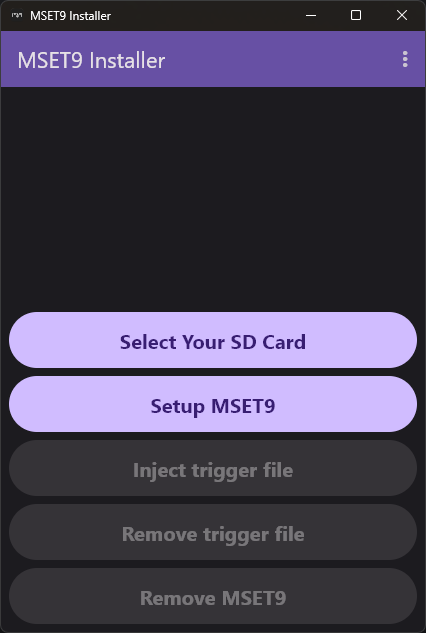 MSET9 Installer
MSET9 Installer
Select Your SD Card
Setup MSET9
Inject trigger file
Remove trigger file
Remove MSET9